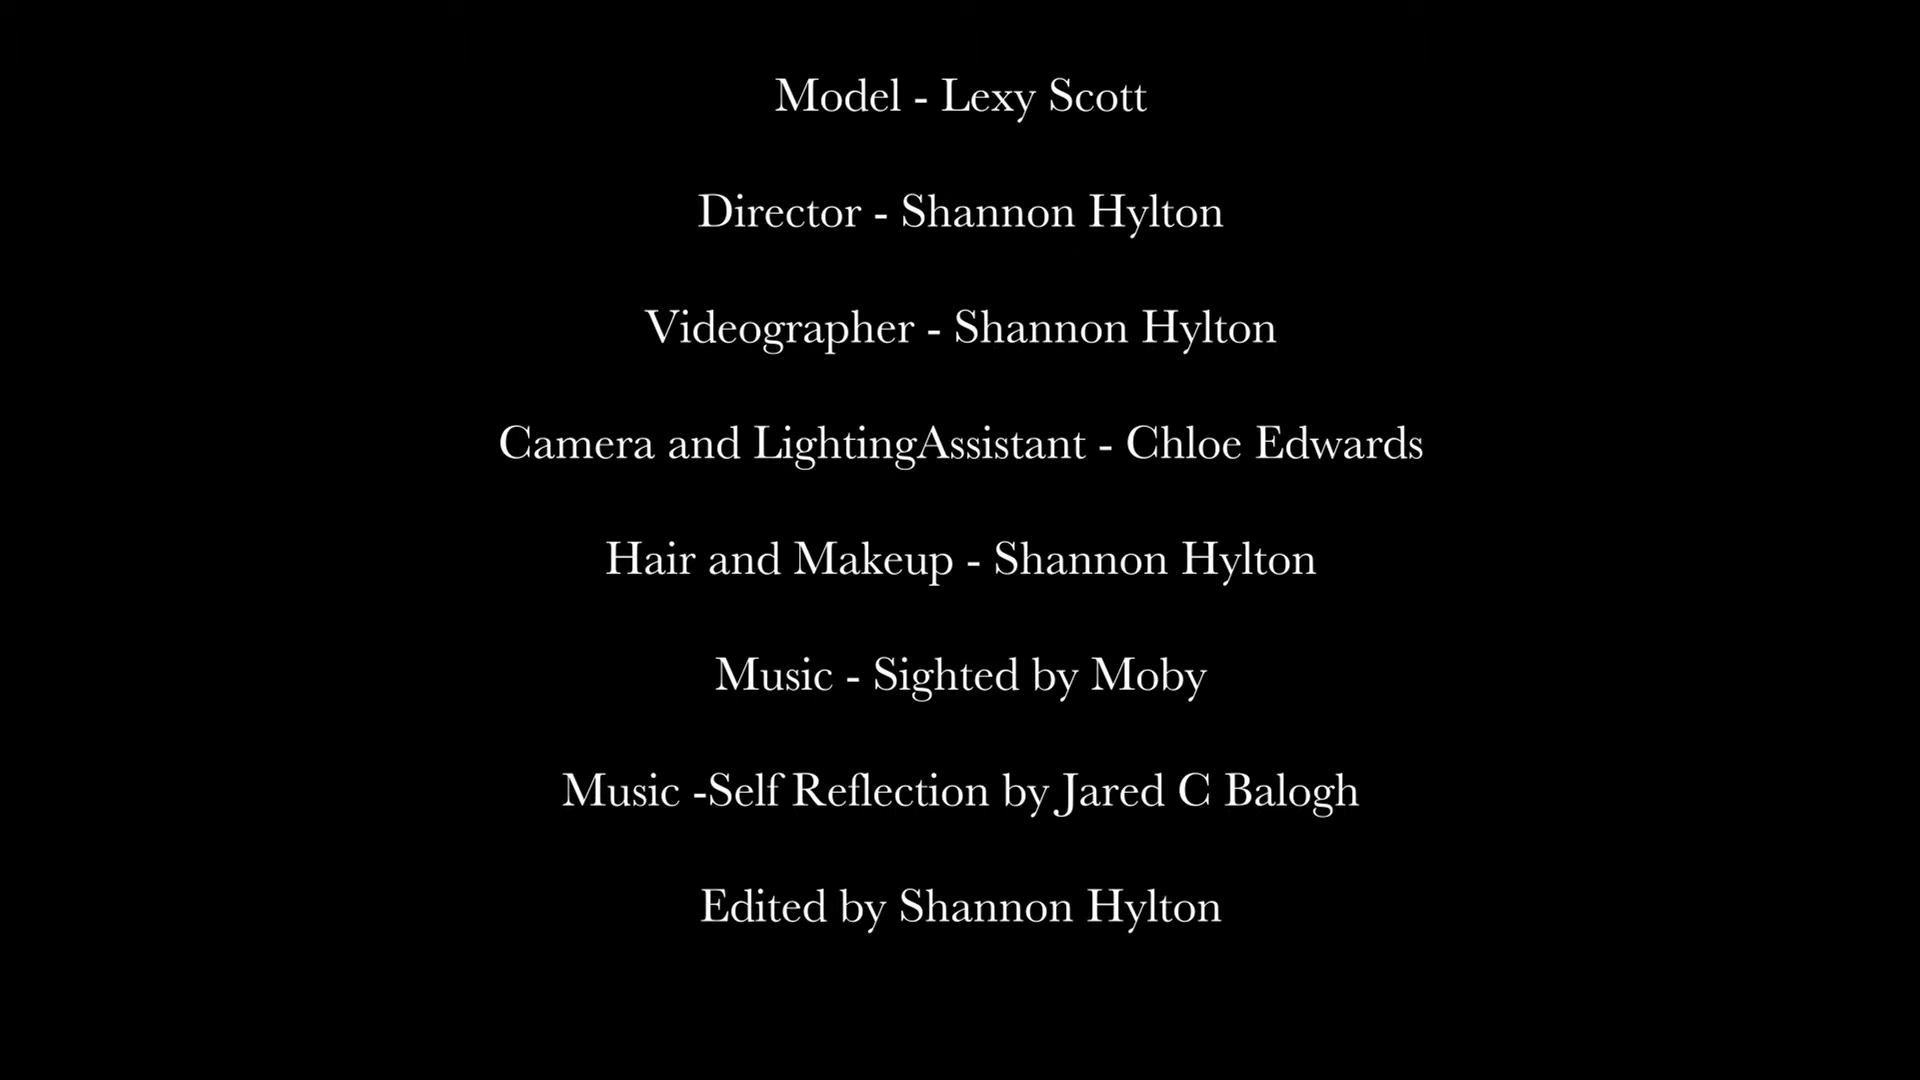 Model - Lexy Scott
Director - Shannon Hylton
Videographer - Shannon Hylton
Camera and LightingAssistant - Chloe Edwards
Hair and Makeup - Shannon Hylton
Music - Sighted by Moby
Music -Self Reflection by Jared C Balogh
Edited by Shannon Hylton